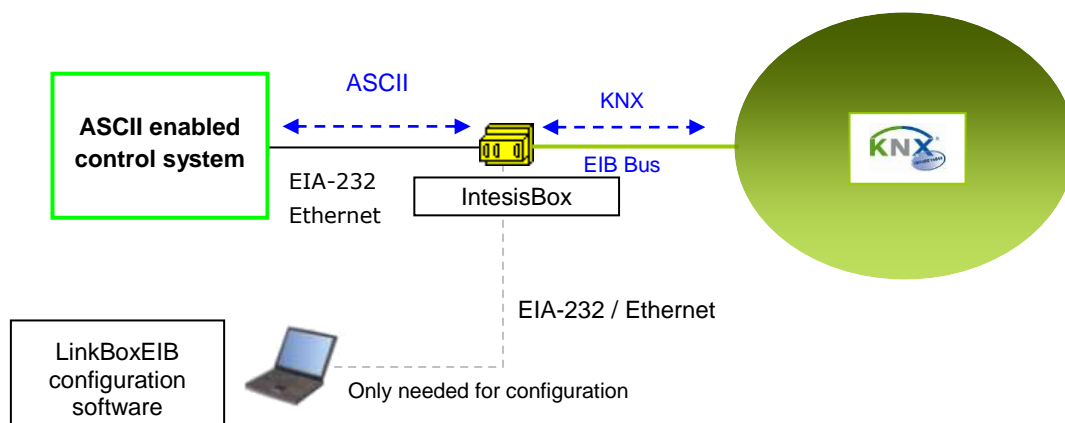 ASCII
KNX
ASCII enabled
control system
KNX
EIB Bus
EIA-232
Ethernet
IntesisBox
EIA-232 / Ethernet
LinkBoxEIB
configuration
software
Only needed for configuration